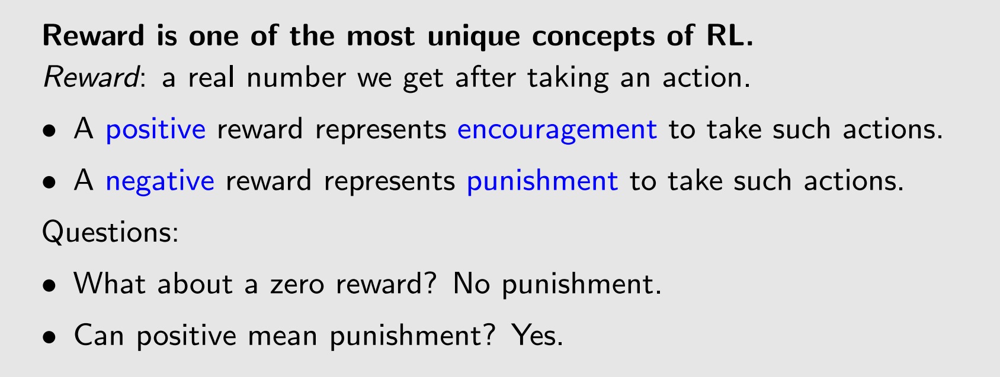 Reward is one of the most unique concepts of RL.
Reward: a real number we get after taking an action.
• A positive reward represents encouragement to take such actions.
• A negative reward represents punishment to take such actions.
Questions:
• What about a zero reward? No punishment.
• Can positive mean punishment? Yes.